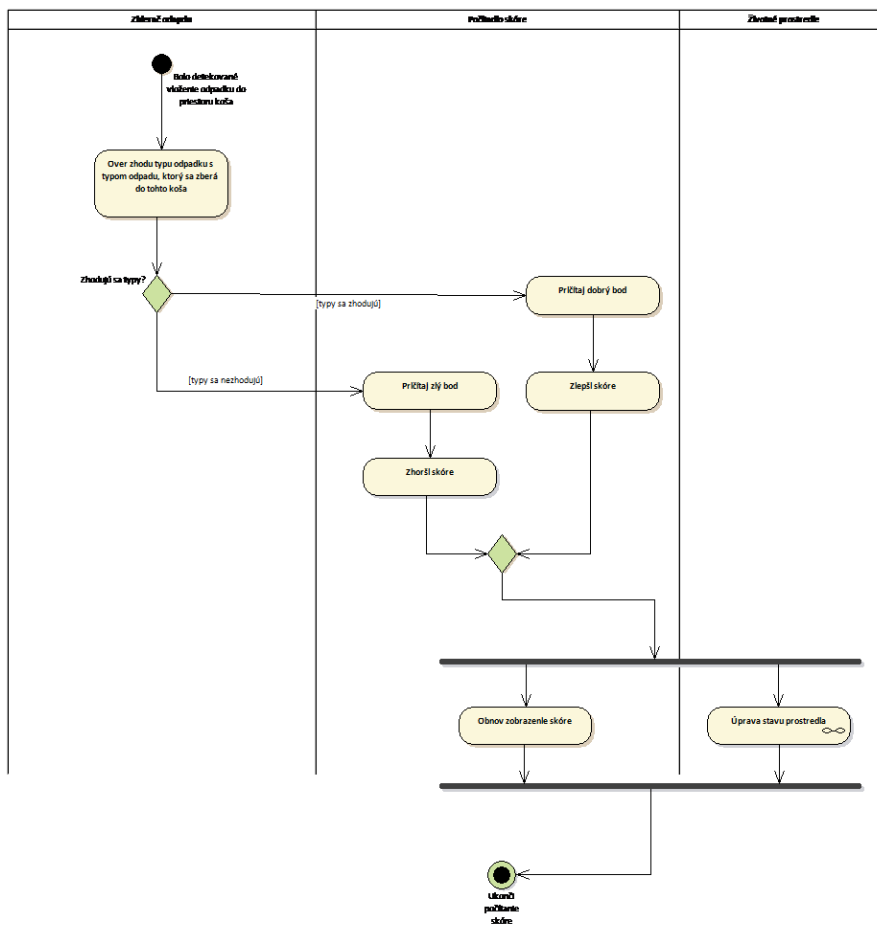 Zberač odpadu
Počítadlo skóre
Životné prostredie
Bolo detekované
vloženie odpadku do
priestoru koša
Over zhodu typu odpadku s
typom odpadu, ktorý sa zberá
do tohto koša
Zhodujú sa typy?
[typy sa zhodujú]
Pričítaj dobrý bod
[typy sa nezhodujú]
Pričítaj zlý bod
Zlepši skóre
Zhorši skóre
Obnov zobrazenie skóre
Úprava stavu prostredia
Ukonči
počítanie
skóre